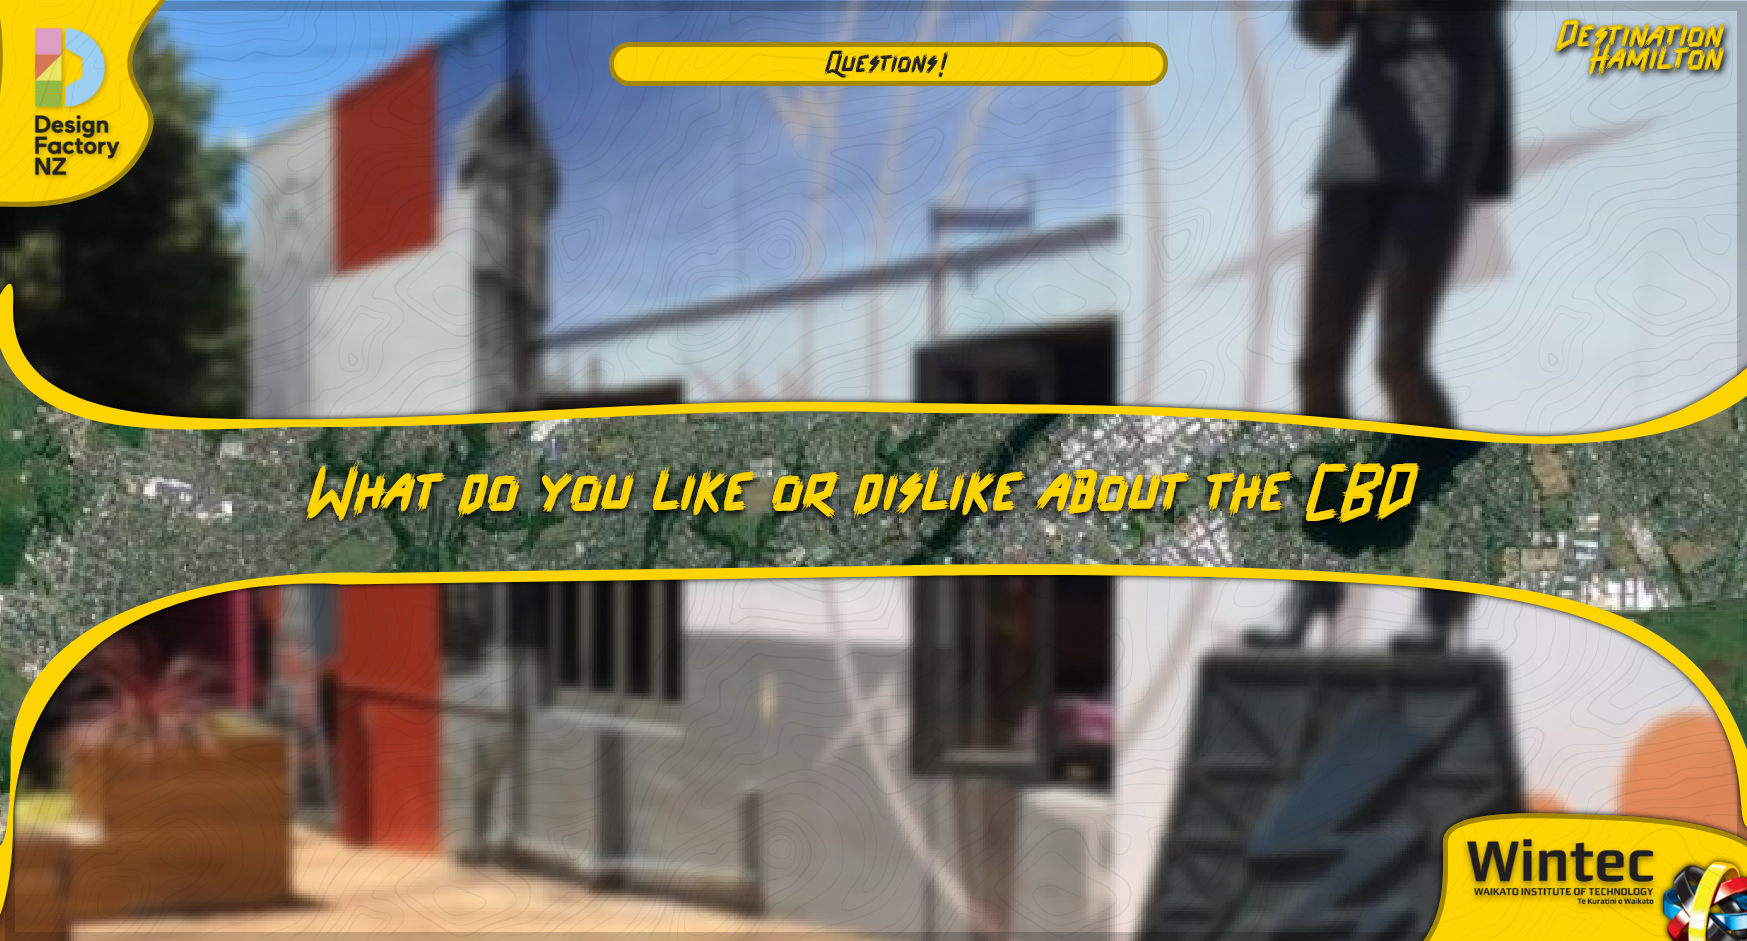 Design
Factory
NZ
Questions!
Destination
Hamilton
What do you like or dislike about the CBD
Wintec
WAIKATO INSTITUTE OF TECHNOLOGY
Te Kuratini o Waikato